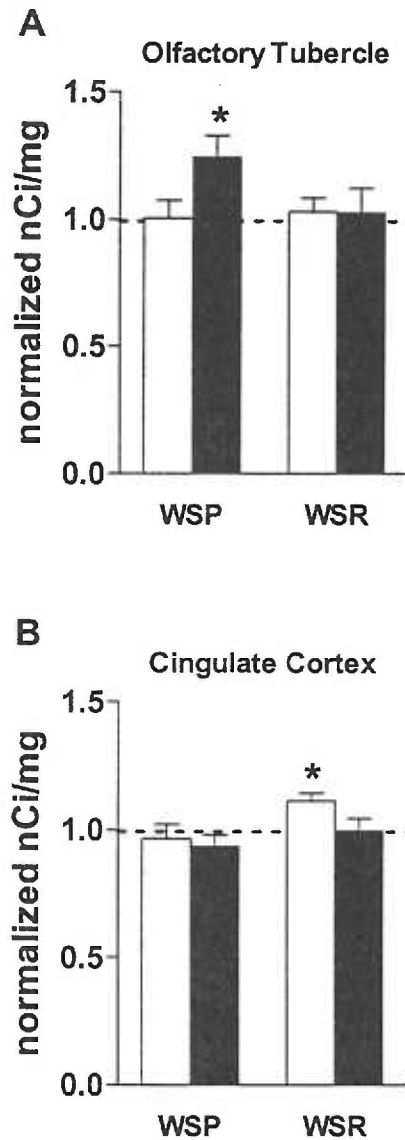 A
Olfactory Tubercle
normalized nCi/mg
1.5
*
1.0
0.5
0.0
WSP WSR
B
Cingulate Cortex
normalized nCi/mg
1.5
*
1.0
0.5
0.0
WSP WSR